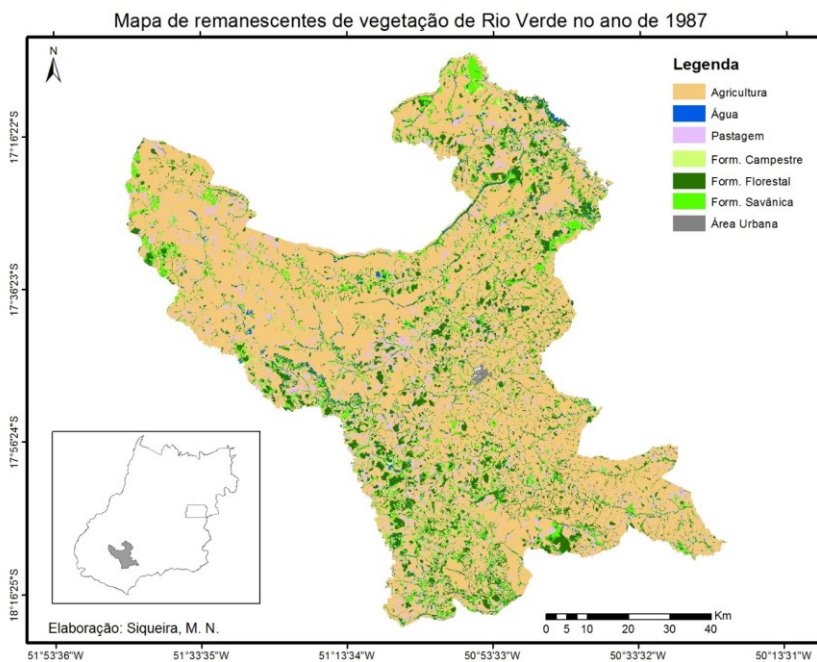 Mapa de remanescentes de vegetação de Rio Verde no ano de 1987
N
Legenda
Agricultura
Água
Pastagem
Form. Campestre
Form. Florestal
Form. Savânica
Área Urbana
17°16'22"S
17°36'23"S
17°56'24"S
18°16'25"S
Elaboração: Siqueira, M. N.
Km
0 5 10 20 30 40
51°53'36"W 51°33'35"W 51°13'34"W 50°53'33"W 50°33'32"W 50°13'31"W